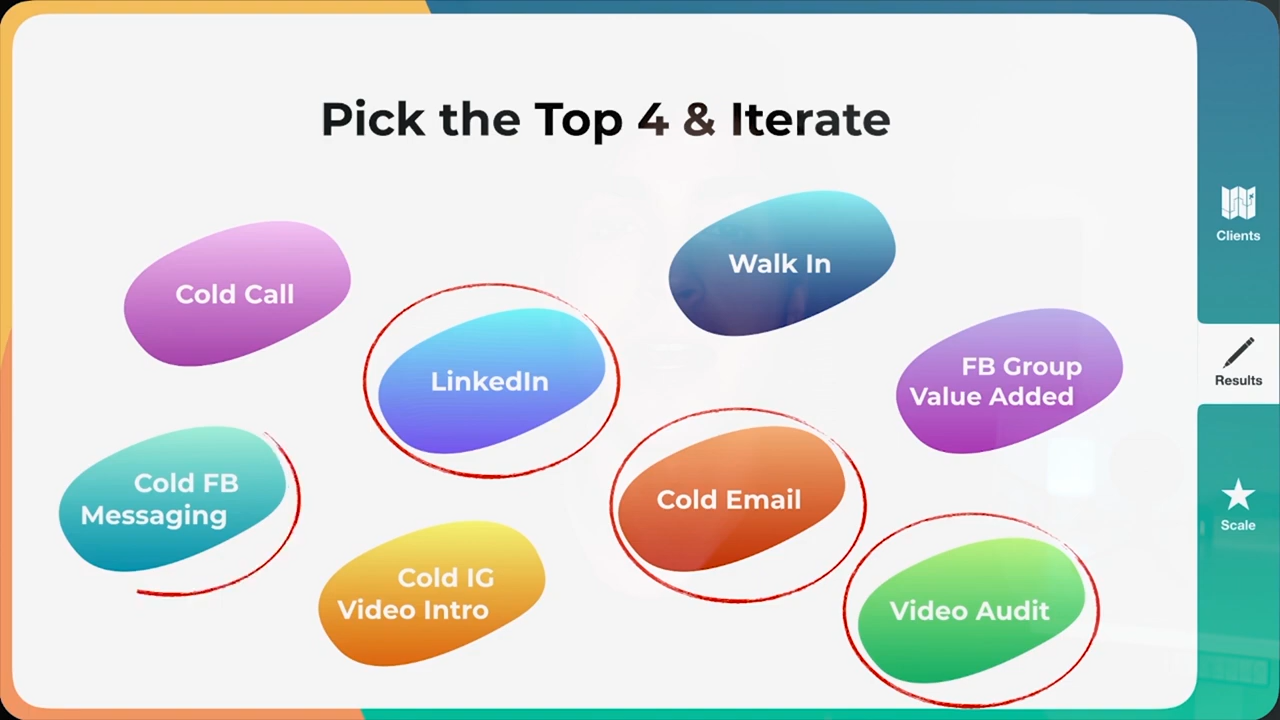 Pick the Top 4 & Iterate
Cold Call
Walk In
LinkedIn
FB Group
Value Added
Cold FB
Messaging
Cold Email
Cold IG
Video Intro
Video Audit
Clients
Results
Scale